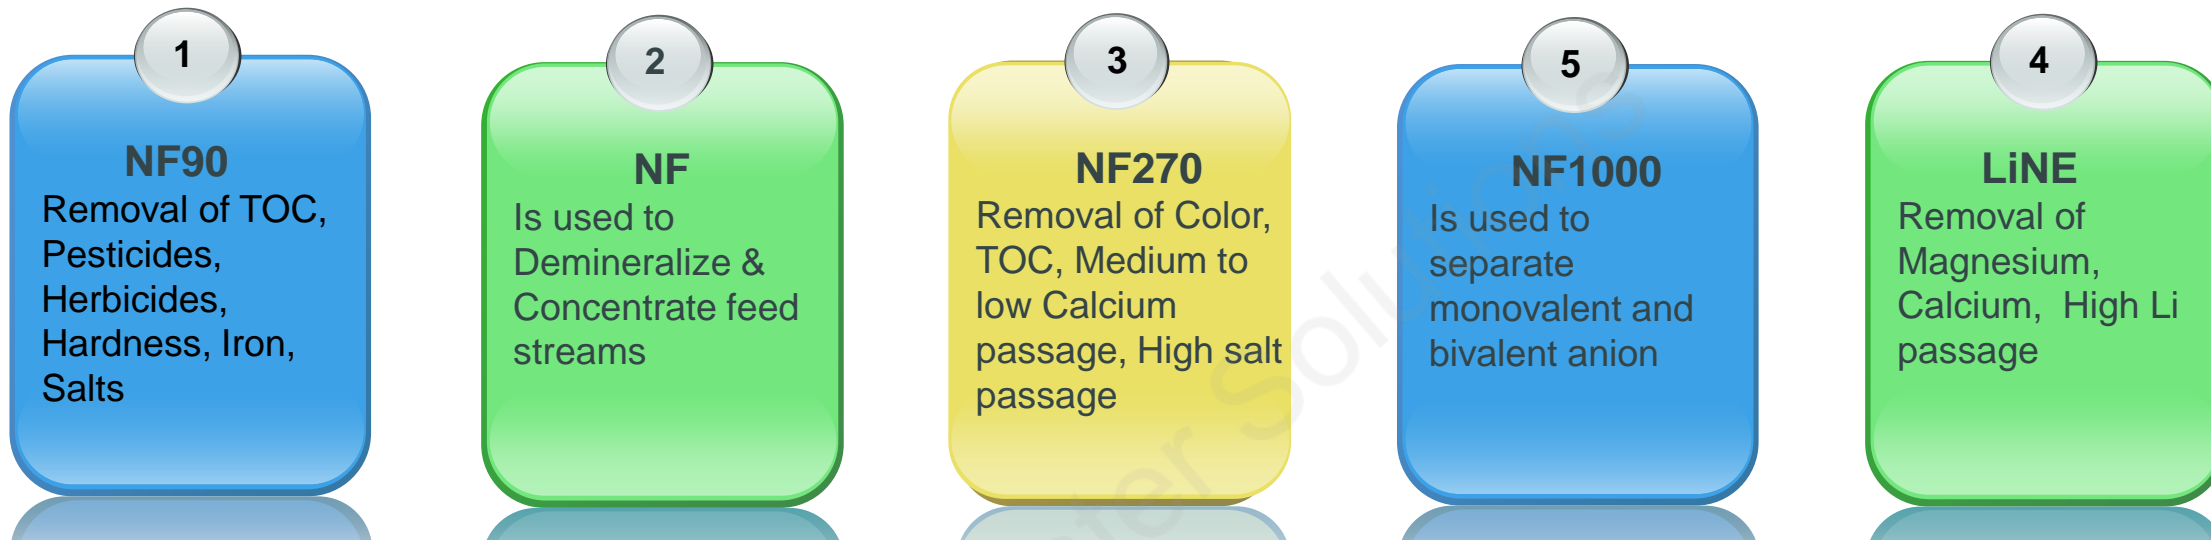 1
NF90
Removal of TOC,
Pesticides,
Herbicides,
Hardness, Iron,
Salts
2
NF
Is used to
Demineralize &
Concentrate feed
streams
3
NF270
Removal of Color,
TOC, Medium to
low Calcium
passage, High salt
passage
5
NF1000
Is used to
separate
monovalent and
bivalent anion
4
LiNE
Removal of
Magnesium,
Calcium,  High Li
passage
Solutions